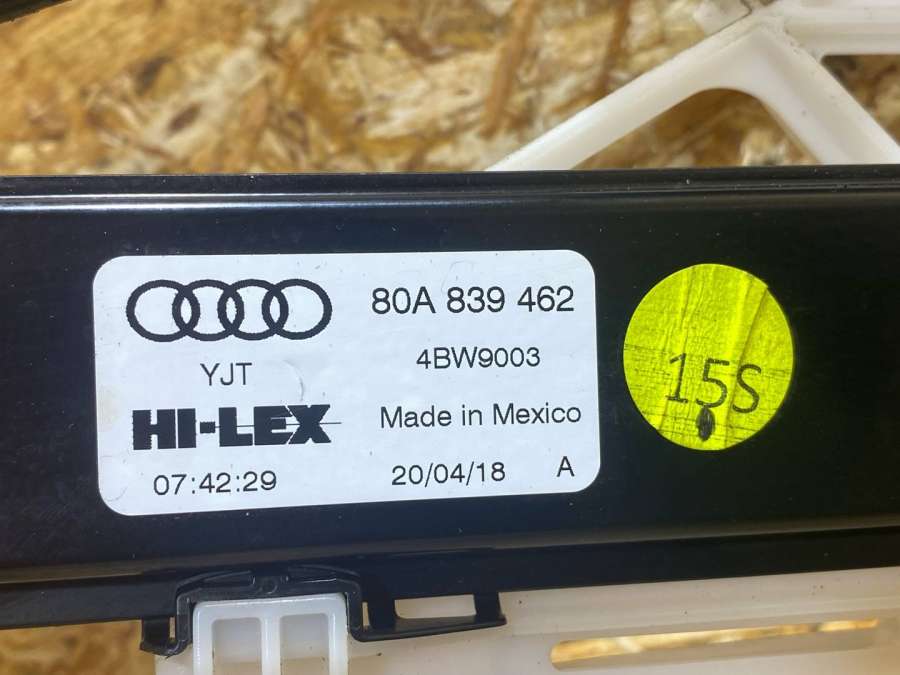 80A 839 462
YJT
4BW9003
HI-LEX
Made in Mexico
07:42:29
20/04/18 A
15S